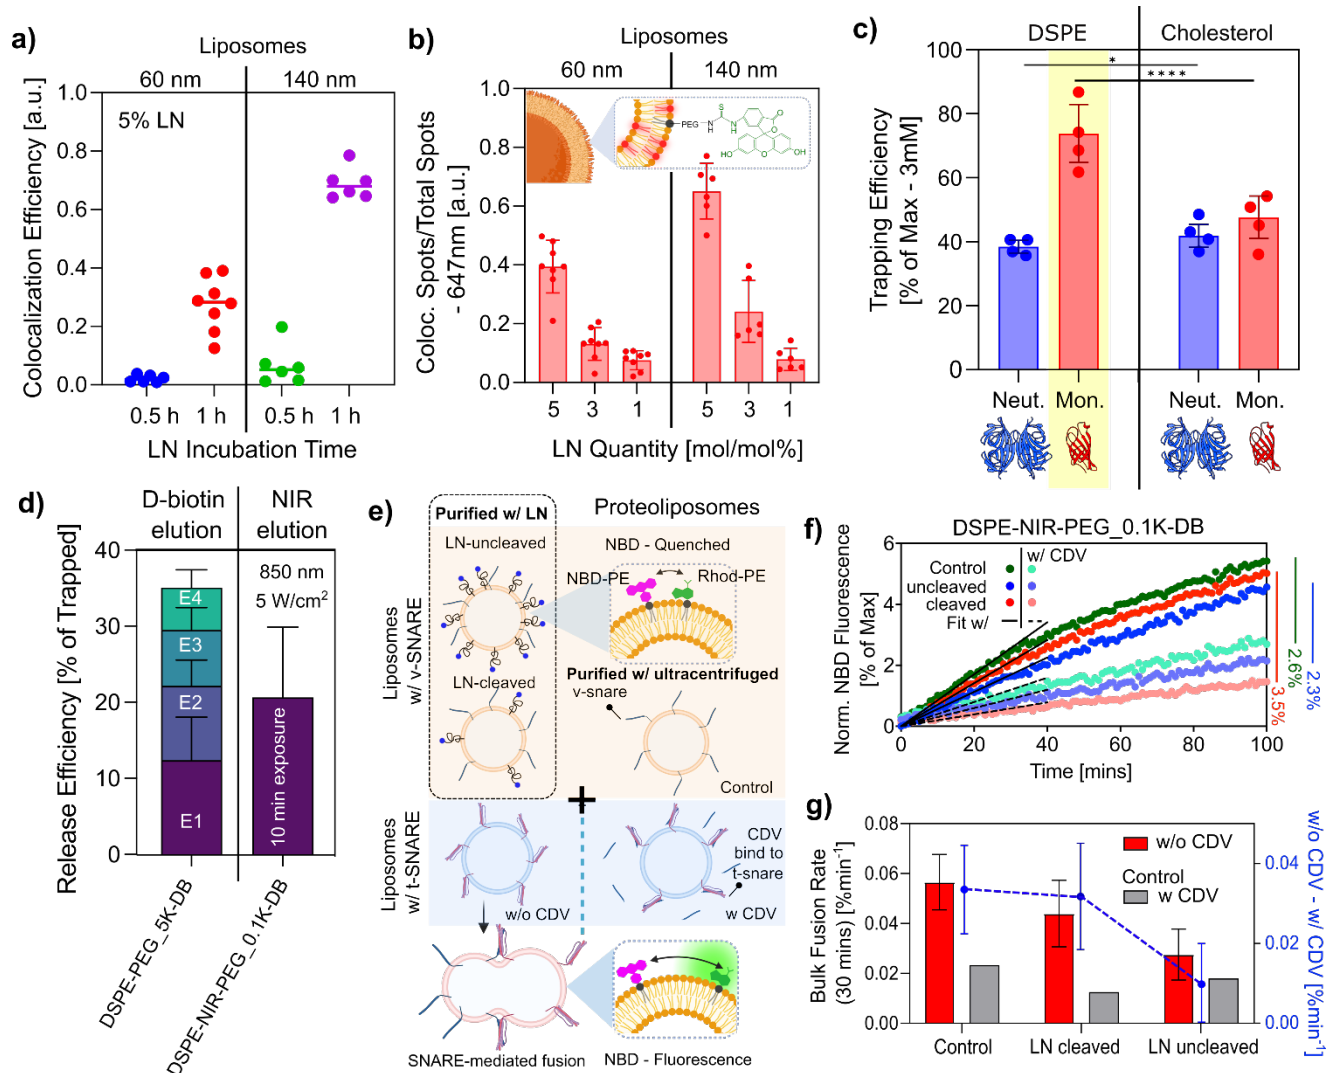 a)
Liposomes
60 nm
140 nm
5% LN
Colocalization Efficiency [a.u.]
1.0
0.8
0.6
0.4
0.2
0.0
0.5 h
1 h
0.5 h
1 h
LN Incubation Time
b)
Liposomes
60 nm
140 nm
Coloc. Spots/Total Spots
- 647nm [a.u.]
1.0
0.8
0.6
0.4
0.2
0.0
PEG
N
H
S
N
H
O
O
O
HO
OH
5
3
1
5
3
1
LN Quantity [mol/mol%]
c)
DSPE
Cholesterol
Trapping Efficiency
[% of Max - 3mM]
100
80
60
40
20
0
*
****
Neut.
Mon.
Neut.
Mon.
d)
D-biotin
elution
NIR
elution
Release Efficiency [% of Trapped]
40
30
20
10
0
850 nm
5 W/cm²
E4
E3
E2
E1
10 min exposure
DSPE-PEG_5K-DB
DSPE-NIR-PEG_0.1K-DB
e)
Purified w/ LN
Proteoliposomes
LN-uncleaved
NBD - Quenched
NBD-PE
Rhod-PE
Liposomes
w/ v-SNARE
Purified w/ ultracentrifuged
LN-cleaved
v-snare
Control
Liposomes
w/ t-SNARE
CDV
bind to
t-snare
w/o CDV
w CDV
SNARE-mediated fusion
NBD - Fluorescence
f)
DSPE-NIR-PEG_0.1K-DB
Norm. NBD Fluorescence
[% of Max]
6
4
2
0
w/ CDV
Control
uncleaved
cleaved
Fit w/
2.6%
3.5%
2.3%
0
20
40
60
80
100
Time [mins]
g)
Bulk Fusion Rate
(30 mins) [%min⁻¹]
0.08
0.06
0.04
0.02
0.00
w/o CDV
Control
w CDV
0.04
0.02
0.00
w/o CDV - w/ CDV [%min⁻¹]
Control
LN cleaved
LN uncleaved